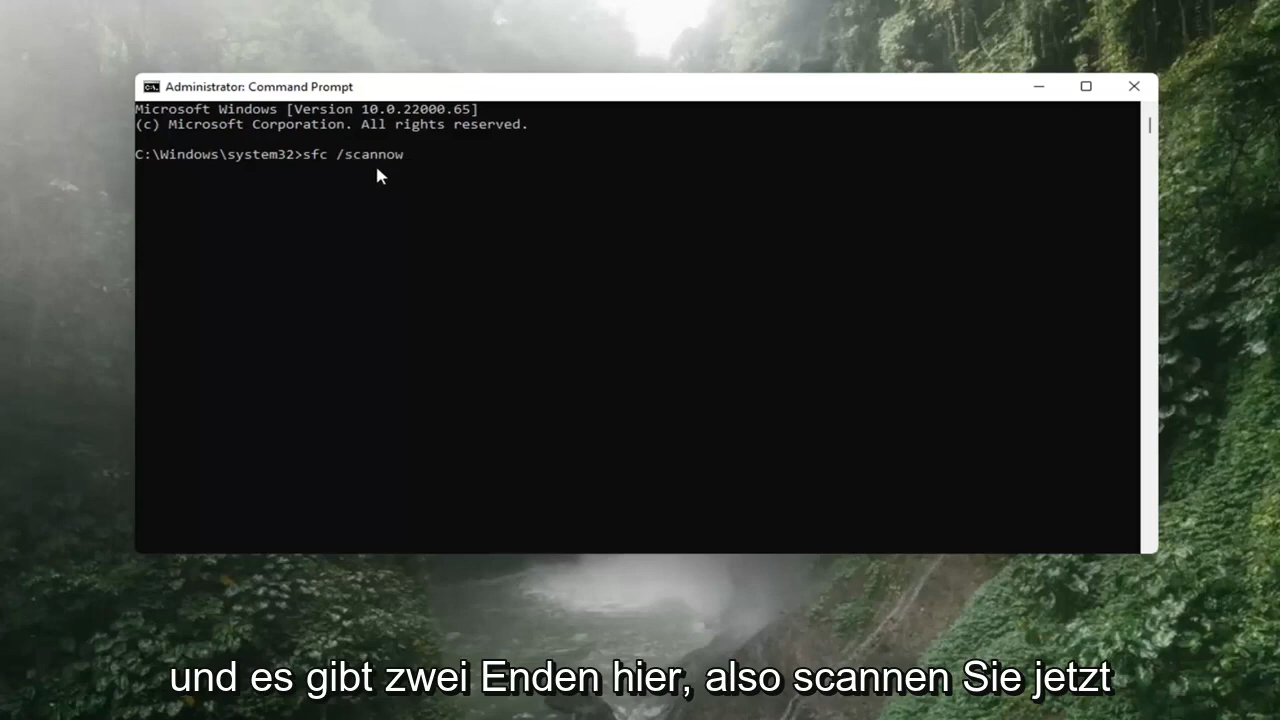 Administrator: Command Prompt
Microsoft Windows [Version 10.0.22000.65]
(c) Microsoft Corporation. All rights reserved.
C:\Windows\system32>sfc /scannow
und es gibt zwei Enden hier, also scannen Sie jetzt